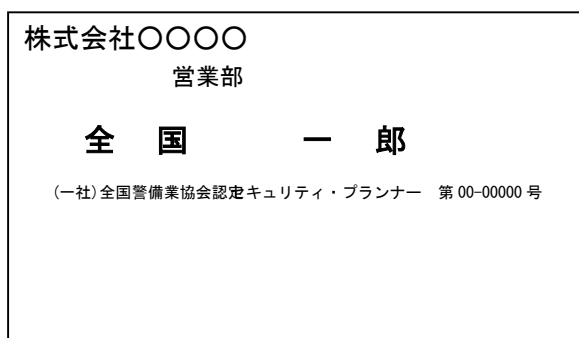 株式会社〇〇〇〇
営業部
全国 一郎
(一社)全国警備業協会認定セキュリティ・プランナー 第 00-00000 号